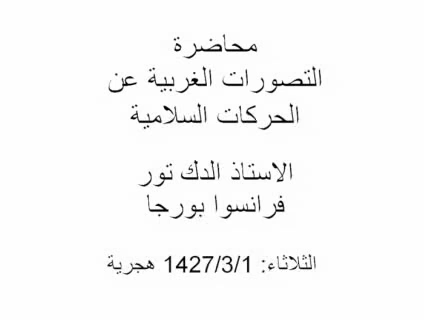 محاضرة
التصورات الغربية عن
الحركات السلامية
الاستاذ الدك تور
فرانسوا بورجا
الثلاثاء: 1427/3/1 هجرية